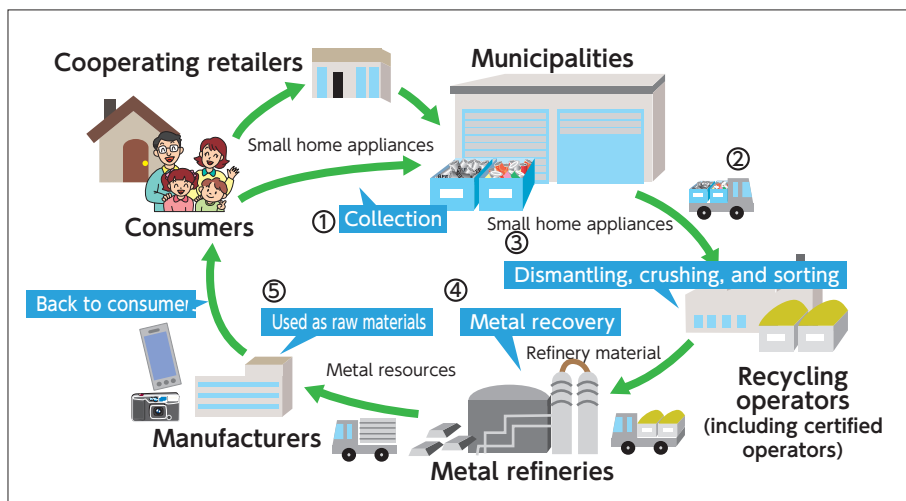 Cooperating retailers
Municipalities
Small home appliances
②
① Collection
Consumers
Small home appliances
③
Dismantling, crushing, and sorting
Back to consumer
⑤
Used as raw materials
④
Metal recovery
Refinery material
Metal resources
Recycling
operators
(including certified
operators)
Manufacturers
Metal refineries